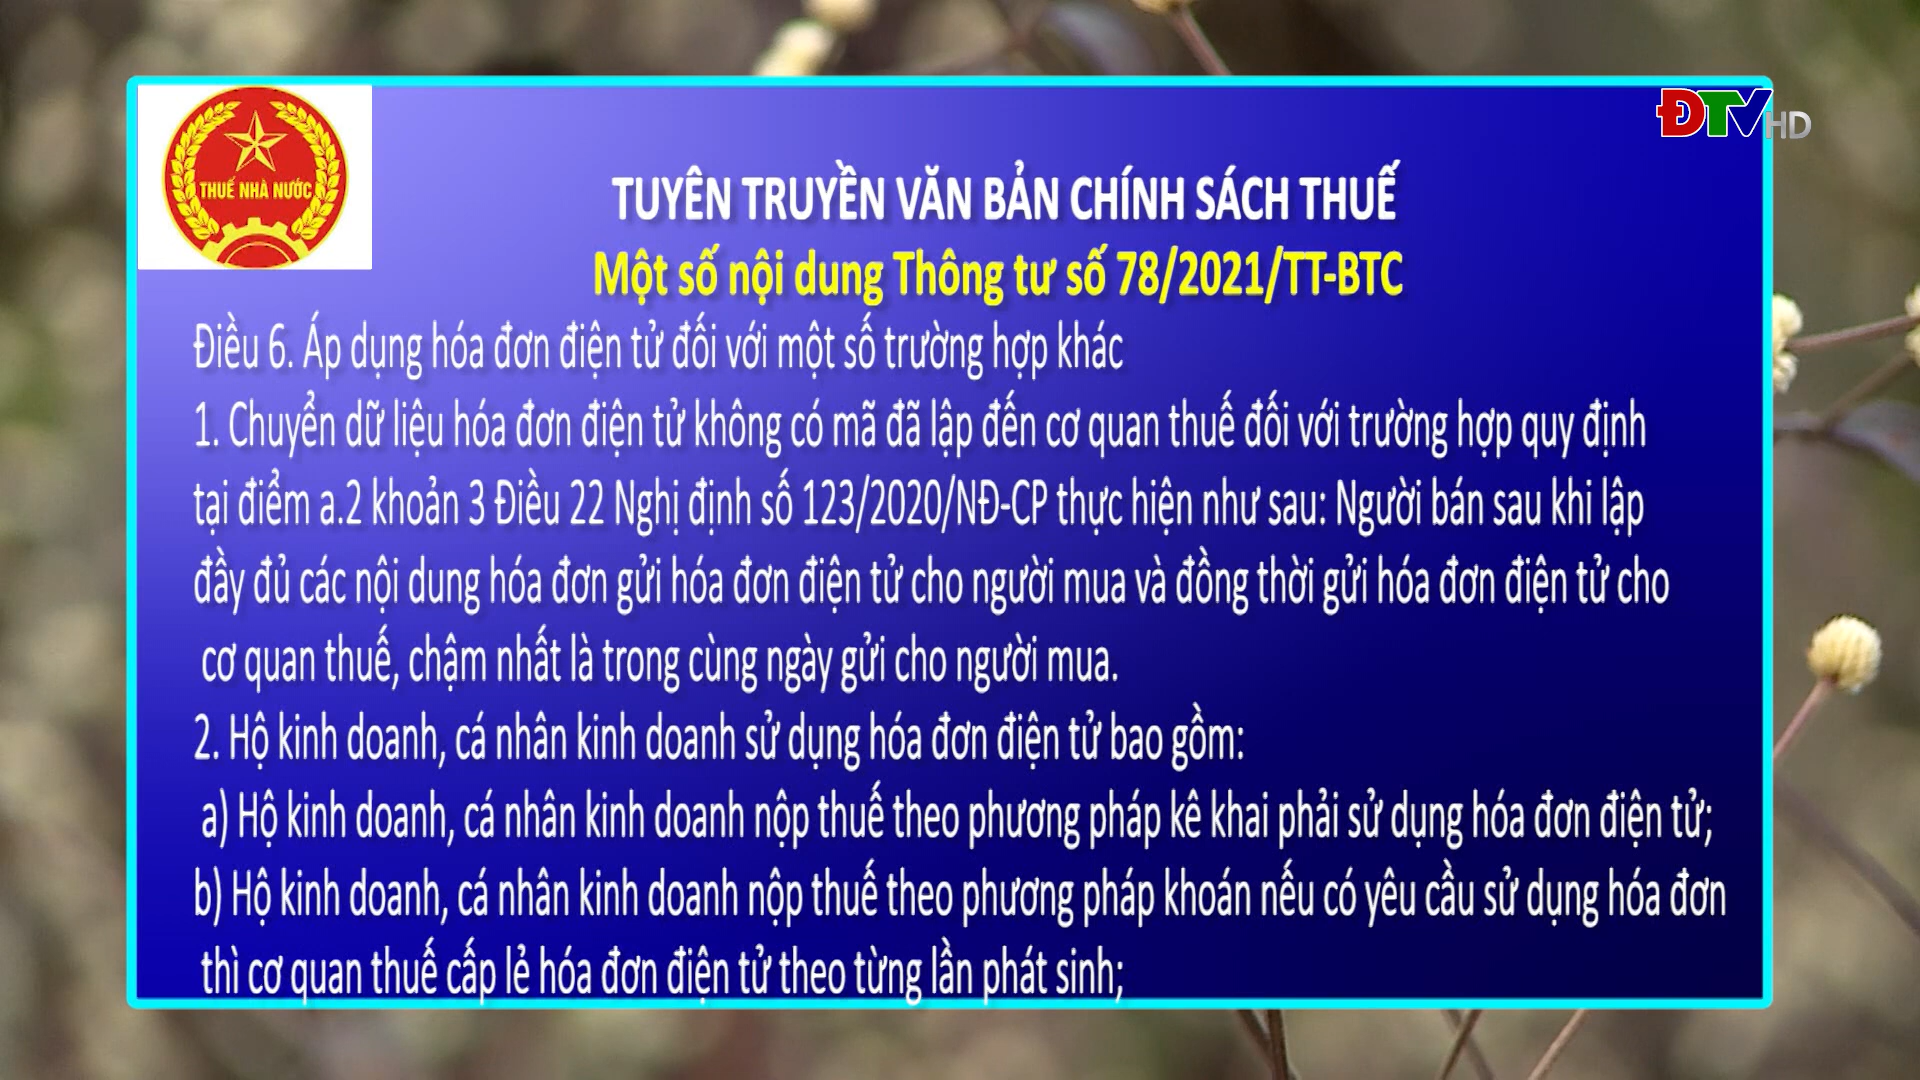 ĐTV HD
THUẾ NHÀ NƯỚC
TUYÊN TRUYỀN VĂN BẢN CHÍNH SÁCH THUẾ
Một số nội dung Thông tư số 78/2021/TT-BTC
Điều 6. Áp dụng hóa đơn điện tử đối với một số trường hợp khác
1. Chuyển dữ liệu hóa đơn điện tử không có mã đã lập đến cơ quan thuế đối với trường hợp quy định
tại điểm a.2 khoản 3 Điều 22 Nghị định số 123/2020/NĐ-CP thực hiện như sau: Người bán sau khi lập
đầy đủ các nội dung hóa đơn gửi hóa đơn điện tử cho người mua và đồng thời gửi hóa đơn điện tử cho
cơ quan thuế, chậm nhất là trong cùng ngày gửi cho người mua.
2. Hộ kinh doanh, cá nhân kinh doanh sử dụng hóa đơn điện tử bao gồm:
a) Hộ kinh doanh, cá nhân kinh doanh nộp thuế theo phương pháp kê khai phải sử dụng hóa đơn điện tử;
b) Hộ kinh doanh, cá nhân kinh doanh nộp thuế theo phương pháp khoán nếu có yêu cầu sử dụng hóa đơn
thì cơ quan thuế cấp lẻ hóa đơn điện tử theo từng lần phát sinh;